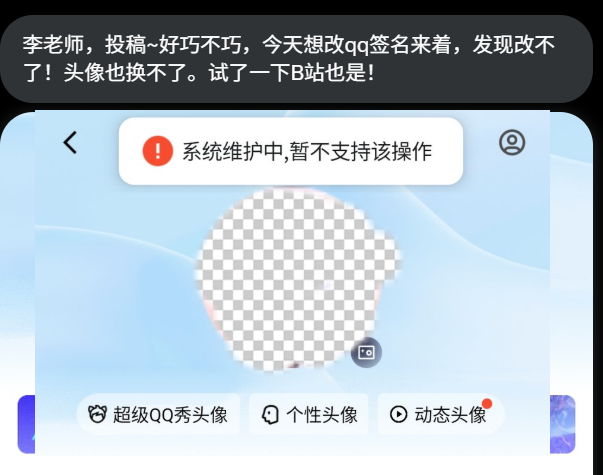 李老师，投稿~好巧不巧，今天想改qq签名来着，发现改不
了！头像也换不了。试了一下B站也是！
系统维护中,暂不支持该操作
超级QQ秀头像 个性头像 动态头像